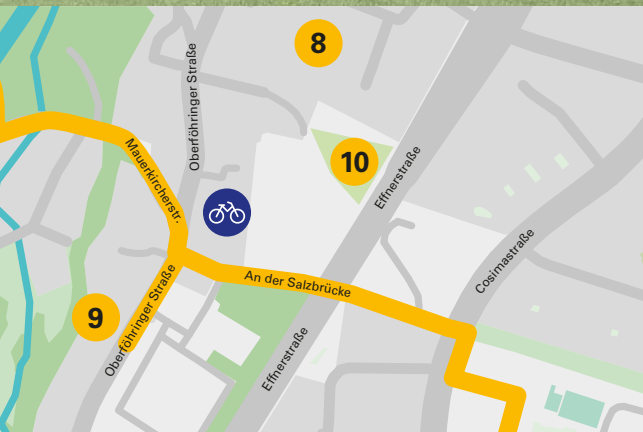 8
Oberföhringer Straße
Mauerkircherstr.
10
Effnerstraße
Cosimastraße
An der Salzbrücke
9
Oberföhringer Straße
Effnerstraße